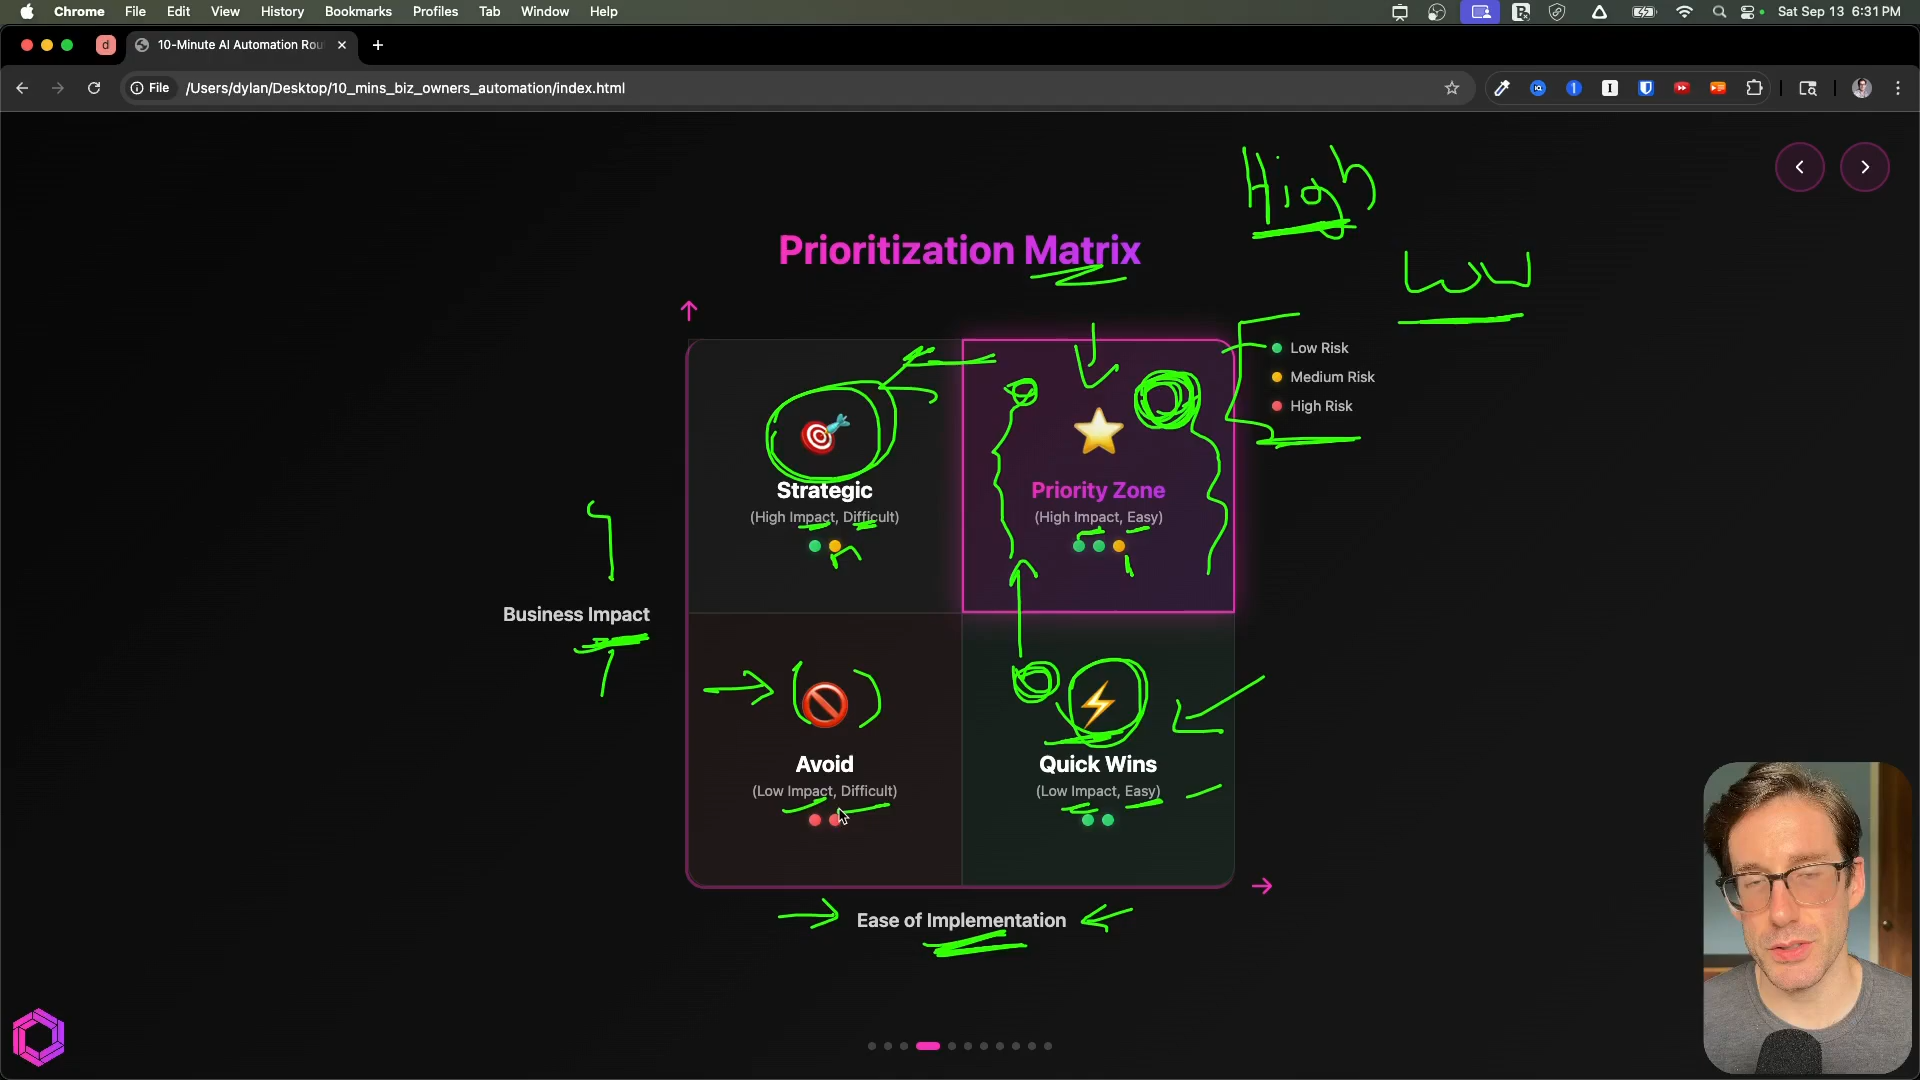 Chrome File Edit View History Bookmarks Profiles Tab Window Help
Sat Sep 13 6:31 PM
d
10-Minute AI Automation Rou
File /Users/dylan/Desktop/10_mins_biz_owners_automation/index.html
High
Low
Prioritization Matrix
Low Risk
Medium Risk
High Risk
Strategic
(High Impact, Difficult)
Priority Zone
(High Impact, Easy)
Business Impact
Avoid
(Low Impact, Difficult)
Quick Wins
(Low Impact, Easy)
Ease of Implementation